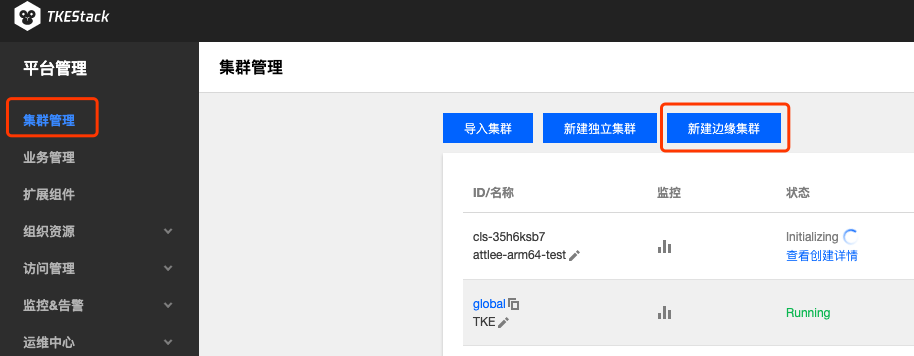 TKEStack
平台管理
集群管理
业务管理
扩展组件
组织资源
访问管理
监控&告警
运维中心
集群管理
导入集群 新建独立集群 新建边缘集群
ID/名称 监控 状态
cls-35h6ksb7 Initializing
attlee-arm64-test 查看创建详情
global Running
TKE